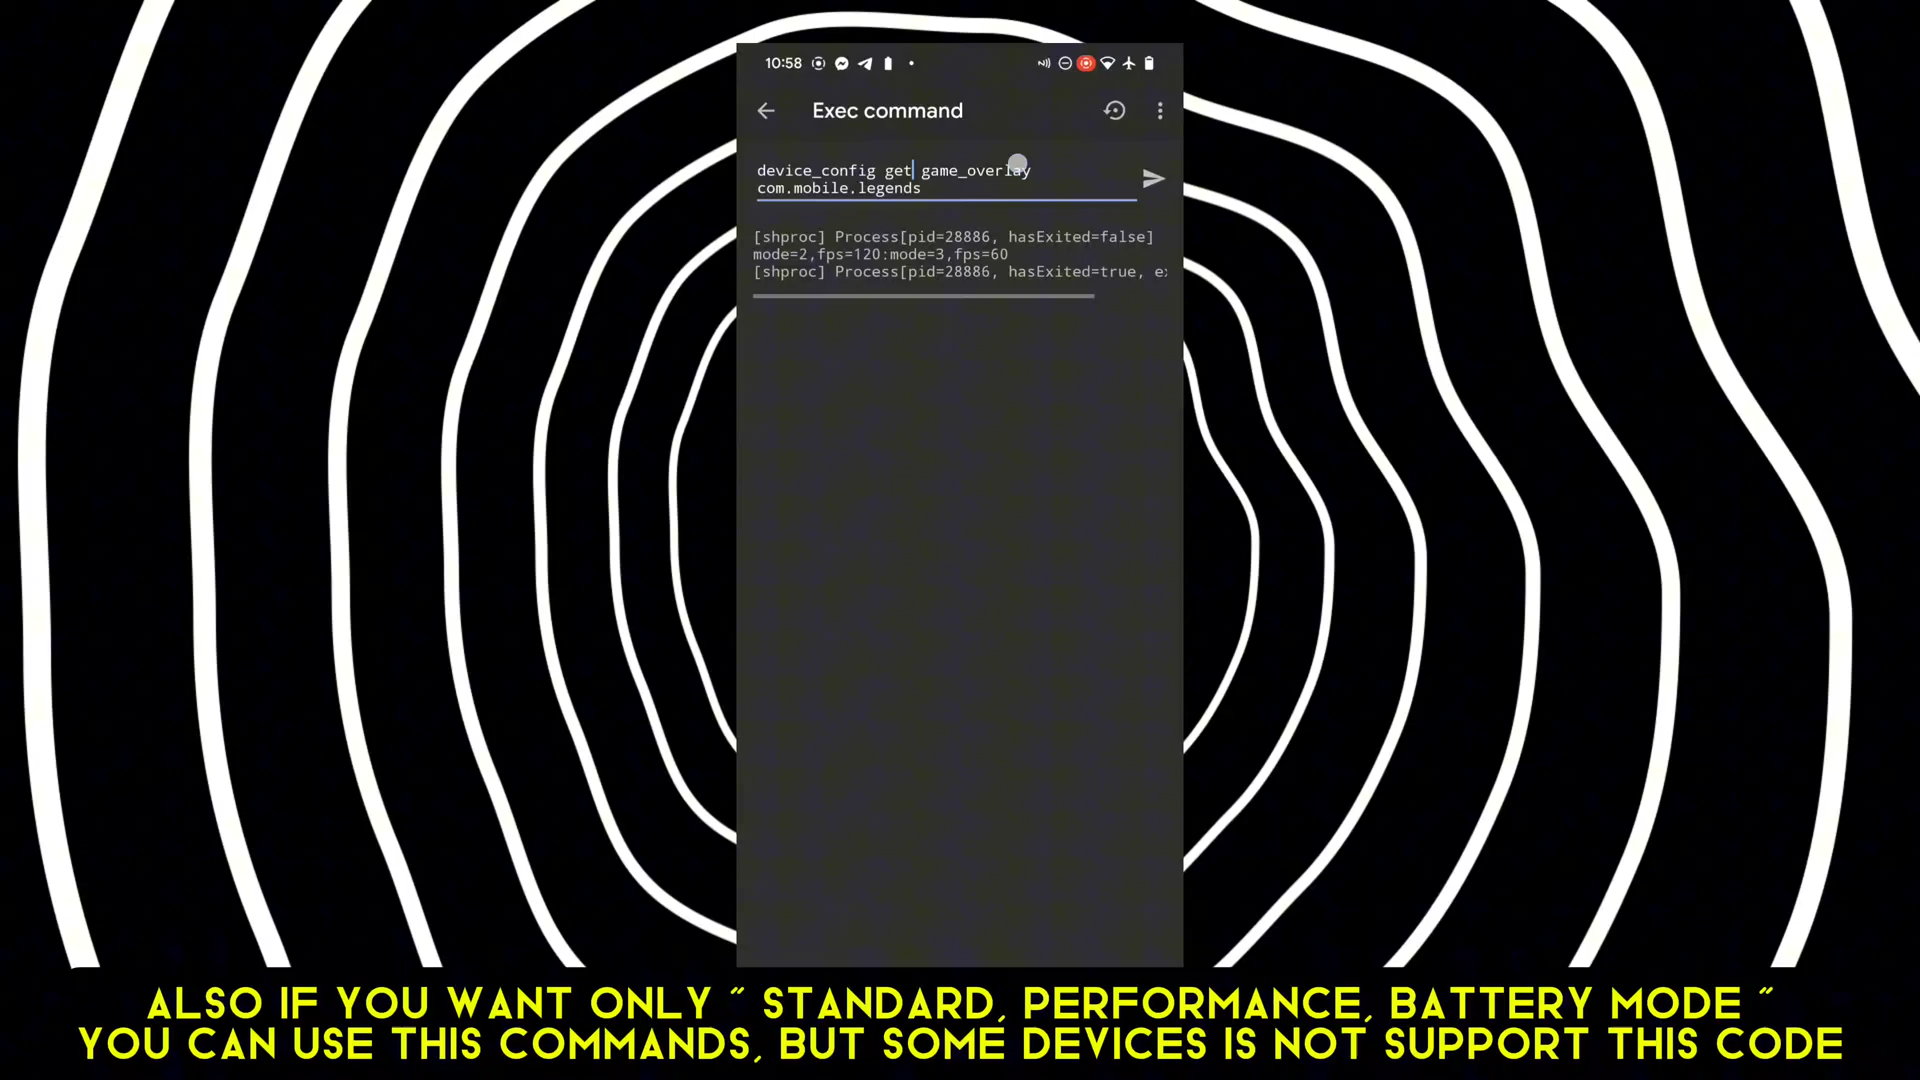 10:58
Exec command
device_config get game_overlay
com.mobile.legends
[shproc] Process[pid=28886, hasExited=false]
mode=2,fps=120:mode=3,fps=60
[shproc] Process[pid=28886, hasExited=true, ex
ALSO IF YOU WANT ONLY " STANDARD, PERFORMANCE, BATTERY MODE "
YOU CAN USE THIS COMMANDS, BUT SOME DEVICES IS NOT SUPPORT THIS CODE